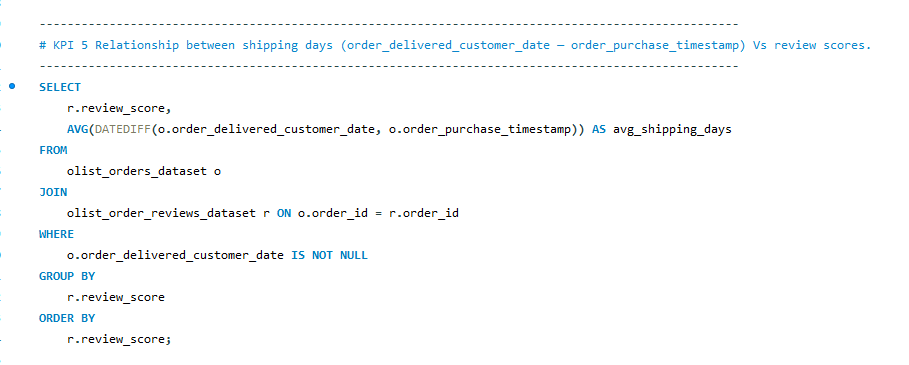 ----------------------------------------------------------------------------------------------------
# KPI 5 Relationship between shipping days (order_delivered_customer_date – order_purchase_timestamp) Vs review scores.
----------------------------------------------------------------------------------------------------
SELECT
r.review_score,
AVG(DATEDIFF(o.order_delivered_customer_date, o.order_purchase_timestamp)) AS avg_shipping_days
FROM
olist_orders_dataset o
JOIN
olist_order_reviews_dataset r ON o.order_id = r.order_id
WHERE
o.order_delivered_customer_date IS NOT NULL
GROUP BY
r.review_score
ORDER BY
r.review_score;